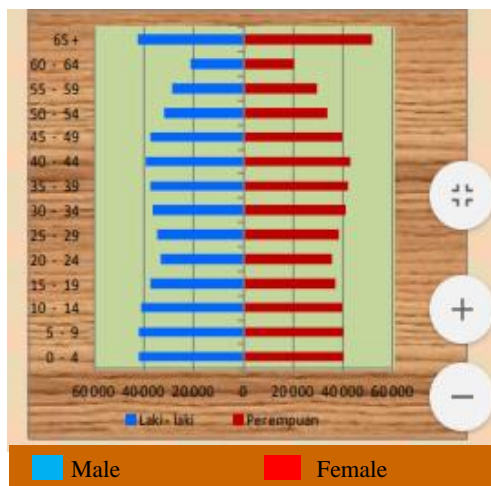 65+
60 - 64
55 - 59
50 - 54
45 - 49
40 - 44
35 - 39
30 - 34
25 - 29
20 - 24
15 - 19
10 - 14
5 - 9
0 - 4
60 000 40 000 20 000 0 20 000 40 000 60 000
Laki - laki Perempuan
Male Female